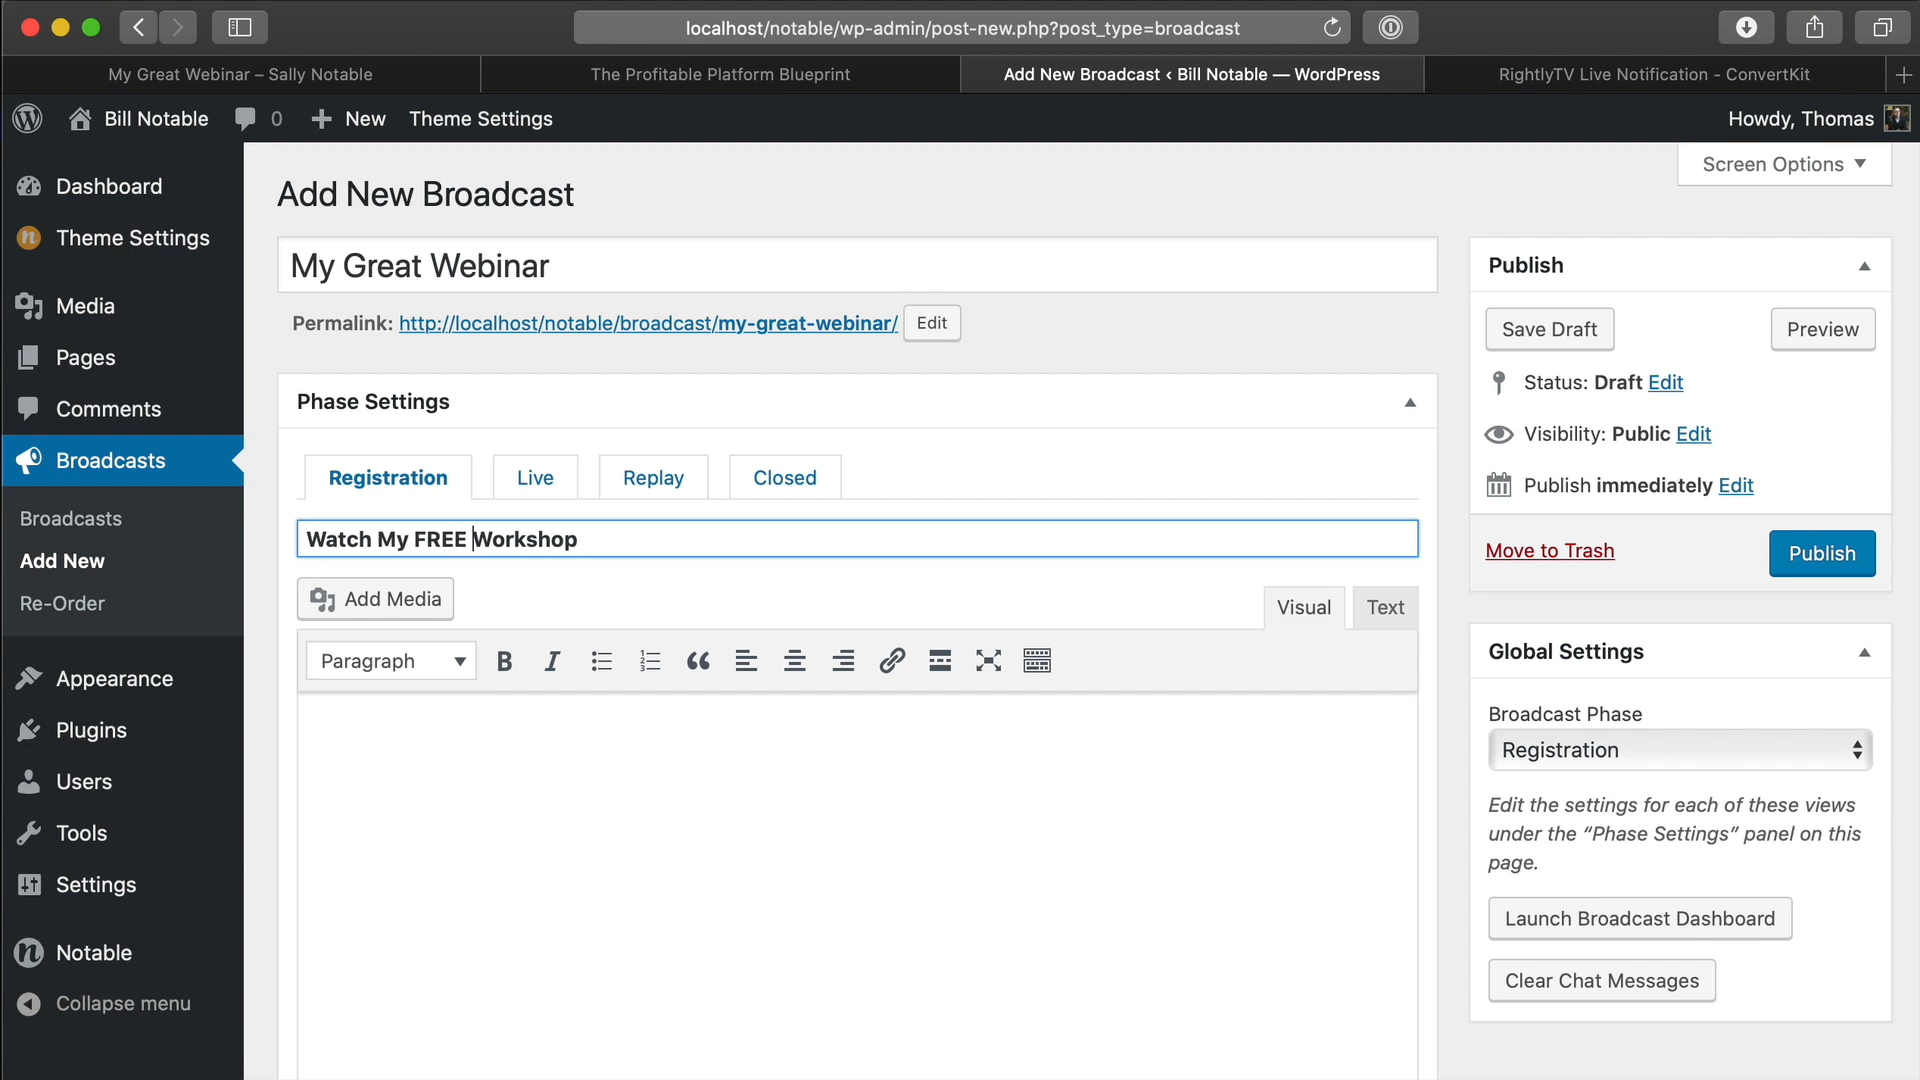 localhost/notable/wp-admin/post-new.php?post_type=broadcast
My Great Webinar – Sally Notable
The Profitable Platform Blueprint
Add New Broadcast ‹ Bill Notable — WordPress
RightlyTV Live Notification - ConvertKit
Bill Notable
0
New
Theme Settings
Howdy, Thomas
Dashboard
Theme Settings
Media
Pages
Comments
Broadcasts
Broadcasts
Add New
Re-Order
Appearance
Plugins
Users
Tools
Settings
Notable
Collapse menu
Screen Options
Add New Broadcast
My Great Webinar
Permalink: http://localhost/notable/broadcast/my-great-webinar/ Edit
Phase Settings
Registration
Live
Replay
Closed
Watch My FREE Workshop
Add Media
Visual
Text
Paragraph
Publish
Save Draft
Preview
Status: Draft Edit
Visibility: Public Edit
Publish immediately Edit
Move to Trash
Publish
Global Settings
Broadcast Phase
Registration
Edit the settings for each of these views
under the “Phase Settings” panel on this
page.
Launch Broadcast Dashboard
Clear Chat Messages